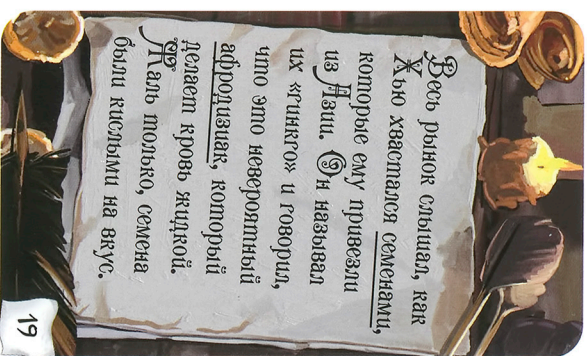 Весь рынок слышал, как
Хью хвастался семенами,
которые ему привезли
из Азии. Он называл
их «гинкго» и говорил,
что это невероятный
афродизиак, который
делает кровь жидкой.
Жаль только, семена
были кислыми на вкус.
19